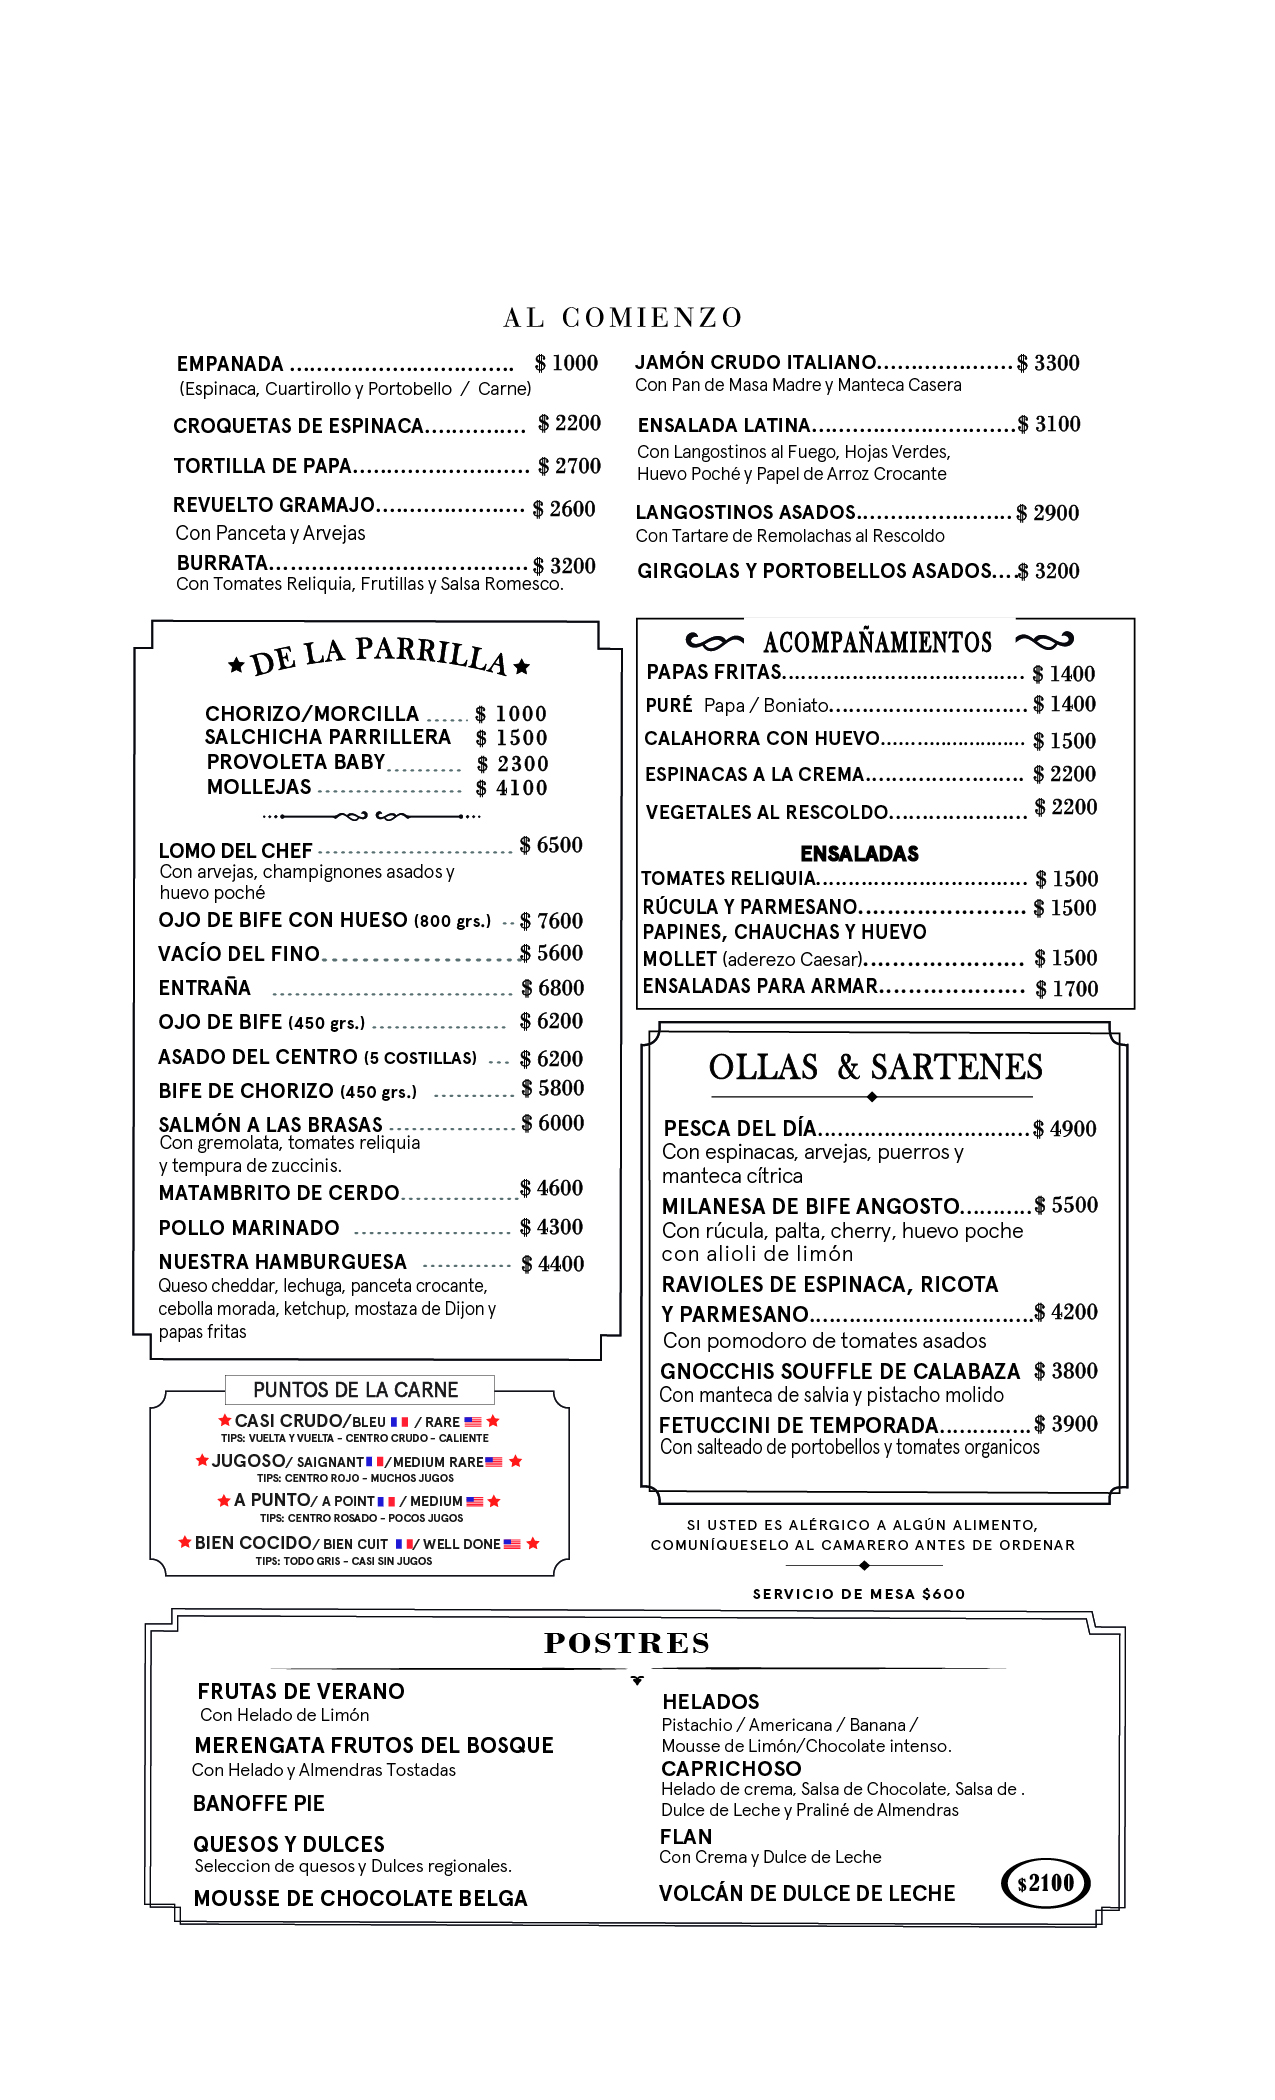 AL COMIENZO
EMPANADA ................................. $ 1000
(Espinaca, Cuartirollo y Portobello / Carne)
CROQUETAS DE ESPINACA............... $ 2200
TORTILLA DE PAPA.......................... $ 2700
REVUELTO GRAMAJO...................... $ 2600
Con Panceta y Arvejas
BURRATA...................................... $ 3200
Con Tomates Reliquia, Frutillas y Salsa Romesco.
JAMÓN CRUDO ITALIANO.................... $ 3300
Con Pan de Masa Madre y Manteca Casera
ENSALADA LATINA.............................. $ 3100
Con Langostinos al Fuego, Hojas Verdes,
Huevo Poché y Papel de Arroz Crocante
LANGOSTINOS ASADOS....................... $ 2900
Con Tartare de Remolachas al Rescoldo
GIRGOLAS Y PORTOBELLOS ASADOS.... $ 3200
DE LA PARRILLA
CHORIZO/MORCILLA ...... $ 1000
SALCHICHA PARRILLERA $ 1500
PROVOLETA BABY.......... $ 2300
MOLLEJAS ................... $ 4100
LOMO DEL CHEF ......................... $ 6500
Con arvejas, champignones asados y
huevo poché
OJO DE BIFE CON HUESO (800 grs.) .. $ 7600
VACÍO DEL FINO........................ $ 5600
ENTRAÑA ............................... $ 6800
OJO DE BIFE (450 grs.) .................. $ 6200
ASADO DEL CENTRO (5 COSTILLAS) ... $ 6200
BIFE DE CHORIZO (450 grs.) ........... $ 5800
SALMÓN A LAS BRASAS ................ $ 6000
Con gremolata, tomates reliquia
y tempura de zuccinis.
MATAMBRITO DE CERDO............... $ 4600
POLLO MARINADO .................... $ 4300
NUESTRA HAMBURGUESA ............ $ 4400
Queso cheddar, lechuga, panceta crocante,
cebolla morada, ketchup, mostaza de Dijon y
papas fritas
ACOMPAÑAMIENTOS
PAPAS FRITAS..................................... $ 1400
PURÉ Papa / Boniato............................. $ 1400
CALAHORRA CON HUEVO......................... $ 1500
ESPINACAS A LA CREMA........................ $ 2200
VEGETALES AL RESCOLDO...................... $ 2200
ENSALADAS
TOMATES RELIQUIA................................ $ 1500
RÚCULA Y PARMESANO....................... $ 1500
PAPINES, CHAUCHAS Y HUEVO
MOLLET (aderezo Caesar)..................... $ 1500
ENSALADAS PARA ARMAR................... $ 1700
OLLAS & SARTENES
PESCA DEL DÍA................................ $ 4900
Con espinacas, arvejas, puerros y
manteca cítrica
MILANESA DE BIFE ANGOSTO........... $ 5500
Con rúcula, palta, cherry, huevo poche
con alioli de limón
RAVIOLES DE ESPINACA, RICOTA
Y PARMESANO................................ $ 4200
Con pomodoro de tomates asados
GNOCCHIS SOUFFLE DE CALABAZA $ 3800
Con manteca de salvia y pistacho molido
FETUCCINI DE TEMPORADA.............. $ 3900
Con salteado de portobellos y tomates organicos
PUNTOS DE LA CARNE
CASI CRUDO/BLEU / RARE
TIPS: VUELTA Y VUELTA - CENTRO CRUDO - CALIENTE
JUGOSO/ SAIGNANT /MEDIUM RARE
TIPS: CENTRO ROJO - MUCHOS JUGOS
A PUNTO/ A POINT / MEDIUM
TIPS: CENTRO ROSADO - POCOS JUGOS
BIEN COCIDO/ BIEN CUIT / WELL DONE
TIPS: TODO GRIS - CASI SIN JUGOS
SI USTED ES ALÉRGICO A ALGÚN ALIMENTO,
COMUNÍQUESELO AL CAMARERO ANTES DE ORDENAR
SERVICIO DE MESA $600
POSTRES
FRUTAS DE VERANO
Con Helado de Limón
MERENGATA FRUTOS DEL BOSQUE
Con Helado y Almendras Tostadas
BANOFFE PIE
QUESOS Y DULCES
Seleccion de quesos y Dulces regionales.
MOUSSE DE CHOCOLATE BELGA
HELADOS
Pistachio / Americana / Banana /
Mousse de Limón/Chocolate intenso.
CAPRICHOSO
Helado de crema, Salsa de Chocolate, Salsa de .
Dulce de Leche y Praliné de Almendras
FLAN
Con Crema y Dulce de Leche
VOLCÁN DE DULCE DE LECHE
$2100